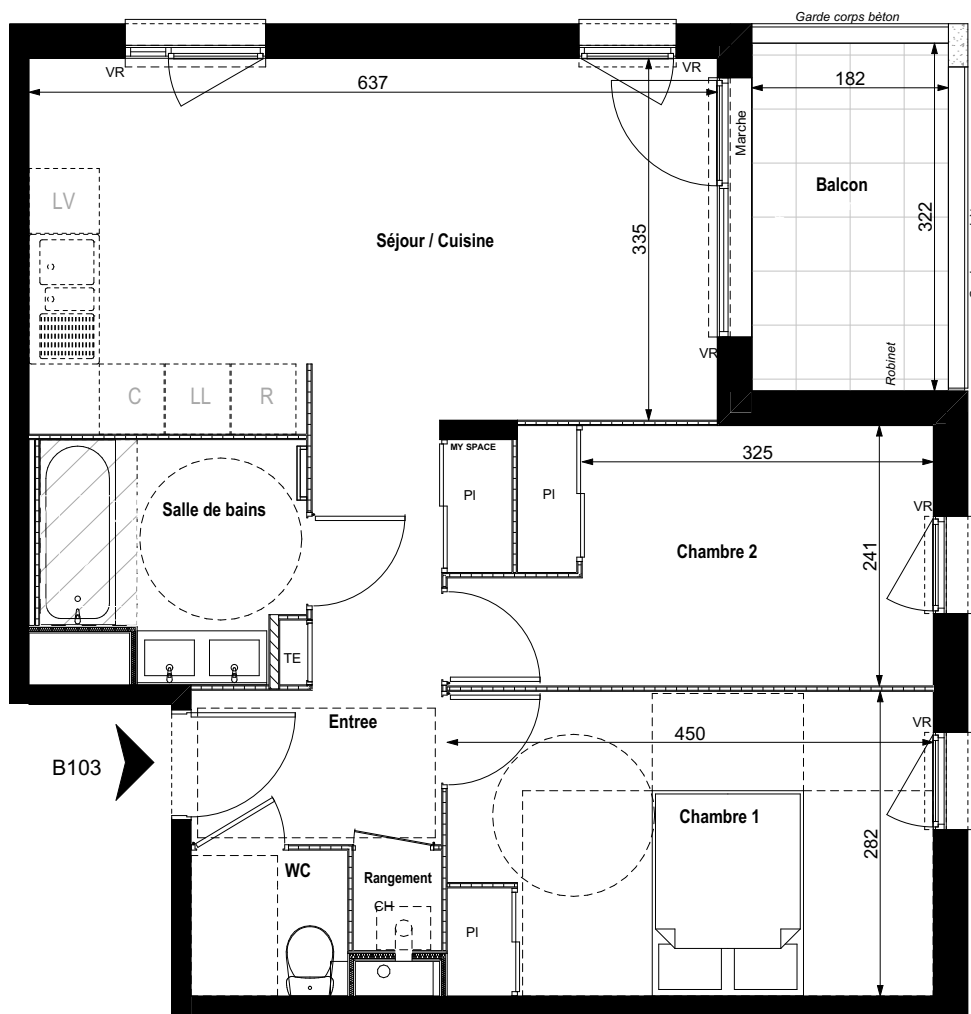 Garde corps bèton
VR
637
VR
182
Marche
Balcon
LV
Séjour / Cuisine
335
322
VR
Robinet
C
LL
R
MY SPACE
325
PI
PI
Salle de bains
VR
Chambre 2
241
TE
Entree
VR
450
B103
Chambre 1
282
WC
Rangement
CH
PI